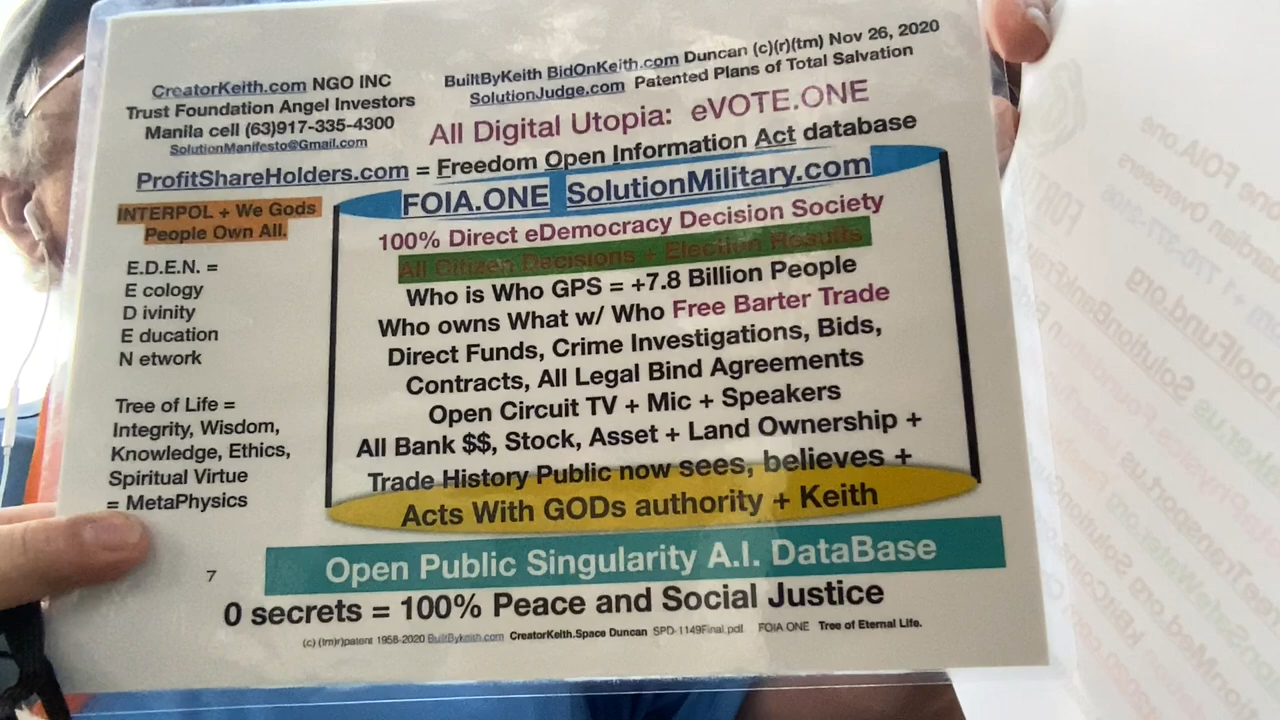 CreatorKeith.com NGO INC
Trust Foundation Angel Investors
Manila cell (63)917-335-4300
SolutionManifesto@Gmail.com
BuiltByKeith BidOnKeith.com Duncan (c)(r)(tm) Nov 26, 2020
SolutionJudge.com Patented Plans of Total Salvation
All Digital Utopia: eVOTE.ONE
ProfitShareHolders.com = Freedom Open Information Act database
FOIA.ONE SolutionMilitary.com
INTERPOL + We Gods
People Own All.
E.D.E.N. =
E cology
D ivinity
E ducation
N etwork
Tree of Life =
Integrity, Wisdom,
Knowledge, Ethics,
Spiritual Virtue
= MetaPhysics
100% Direct eDemocracy Decision Society
All Citizen Decisions + Election Results
Who is Who GPS = +7.8 Billion People
Who owns What w/ Who Free Barter Trade
Direct Funds, Crime Investigations, Bids,
Contracts, All Legal Bind Agreements
Open Circuit TV + Mic + Speakers
All Bank $$, Stock, Asset + Land Ownership +
Trade History Public now sees, believes +
Acts With GODs authority + Keith
Open Public Singularity A.I. DataBase
7
0 secrets = 100% Peace and Social Justice
(c) (tm)r)patent 1958-2020 BuiltBykeith.com CreatorKeith.Space Duncan SPD-1149Final.pdf. FOIA.ONE Tree of Eternal Life.